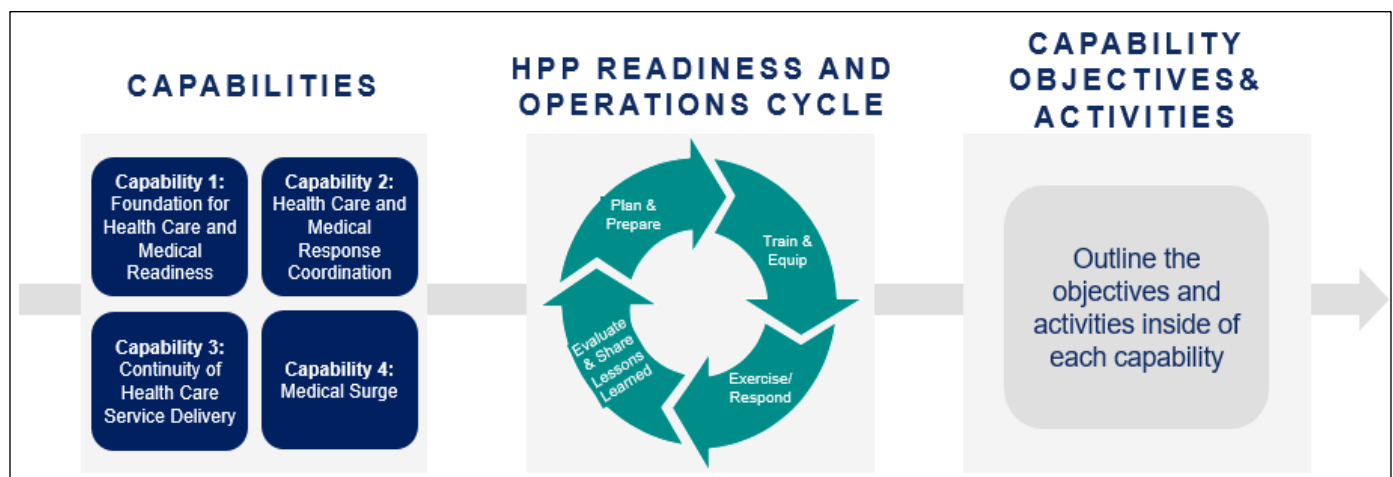 CAPABILITIES
Capability 1:
Foundation for
Health Care and
Medical
Readiness
Capability 2:
Health Care and
Medical
Response
Coordination
Capability 3:
Continuity of
Health Care
Service Delivery
Capability 4:
Medical Surge
HPP READINESS AND
OPERATIONS CYCLE
Plan &
Prepare
Train &
Equip
Exercise/
Respond
Evaluate
& Share
Lessons
Learned
CAPABILITY
OBJECTIVES&
ACTIVITIES
Outline the
objectives and
activities inside of
each capability